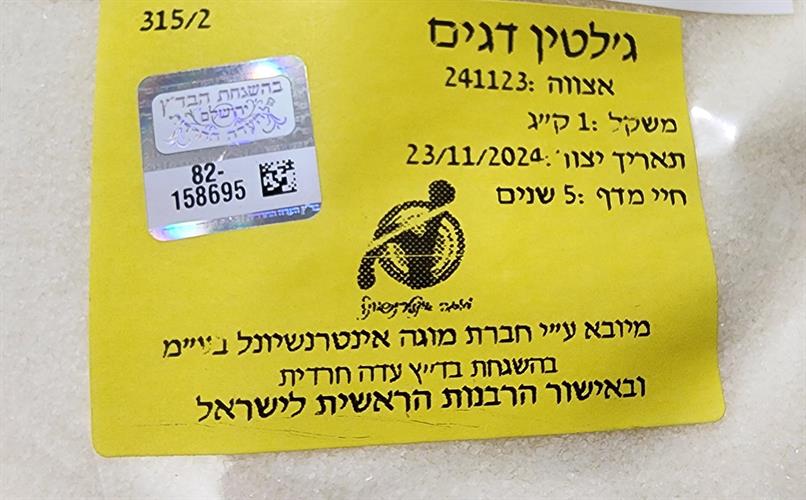 315/2
ג'לטין דגים
אצווה :241123
משקל :1 ק"ג
תאריך יצור :23/11/2024
חיי מדף :5 שנים
בהשגחת הבד"ץ
ירושלם
82-
158695
מיובא ע"י חברת מוגה אינטרנשיונל בע"מ
בהשגחת בד"ץ עדה חרדית
ובאישור הרבנות הראשית לישראל